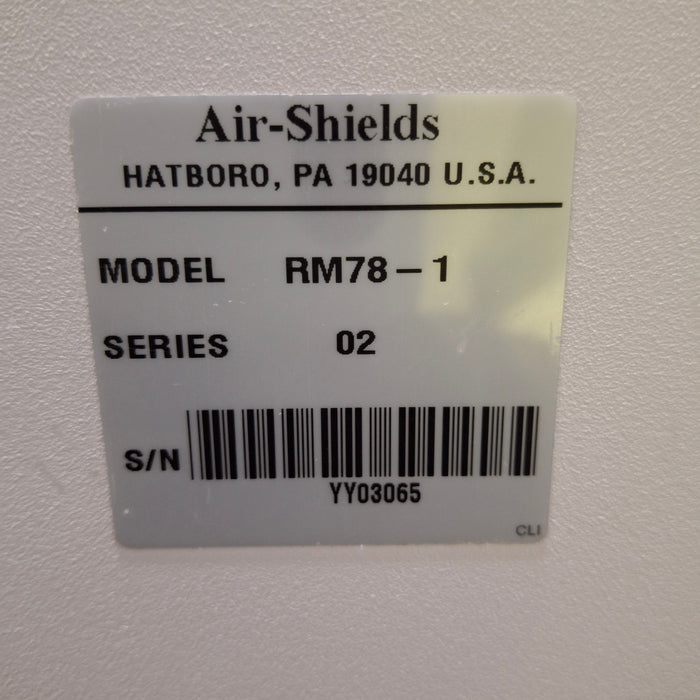 Air-Shields
HATBORO, PA 19040 U.S.A.
MODEL RM78-1
SERIES 02
S/N
YY03065
CLI